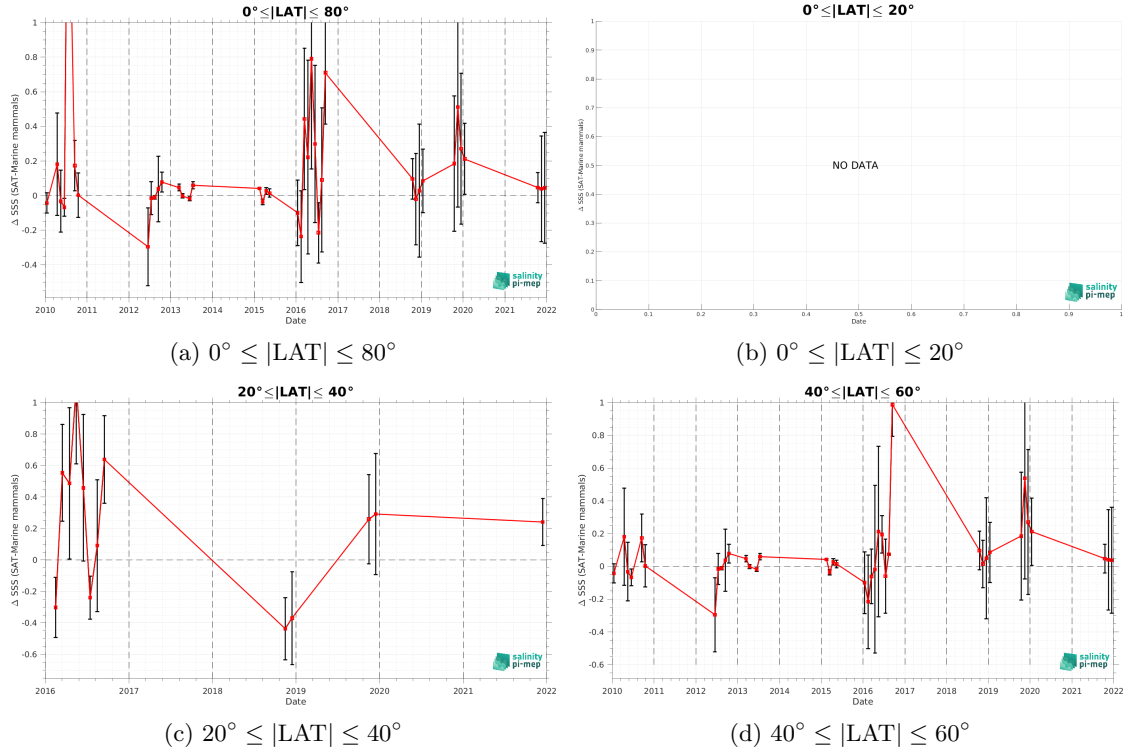 0°≤|LAT|≤ 80°
Δ SSS (SAT-Marine mammals)
1
0.8
0.6
0.4
0.2
0
-0.2
-0.4
2010 2011 2012 2013 2014 2015 2016 2017 2018 2019 2020 2021 2022
Date
salinity
pi-mep
(a) 0° ≤ |LAT| ≤ 80°
0°≤|LAT|≤ 20°
Δ SSS (SAT-Marine mammals)
1
0.9
0.8
0.7
0.6
0.5
0.4
0.3
0.2
0.1
0
NO DATA
0 0.1 0.2 0.3 0.4 0.5 0.6 0.7 0.8 0.9 1
Date
salinity
pi-mep
(b) 0° ≤ |LAT| ≤ 20°
20°≤|LAT|≤ 40°
Δ SSS (SAT-Marine mammals)
1
0.8
0.6
0.4
0.2
0
-0.2
-0.4
-0.6
2016 2017 2018 2019 2020 2021 2022
Date
salinity
pi-mep
(c) 20° ≤ |LAT| ≤ 40°
40°≤|LAT|≤ 60°
Δ SSS (SAT-Marine mammals)
1
0.8
0.6
0.4
0.2
0
-0.2
-0.4
-0.6
2010 2011 2012 2013 2014 2015 2016 2017 2018 2019 2020 2021 2022
Date
salinity
pi-mep
(d) 40° ≤ |LAT| ≤ 60°